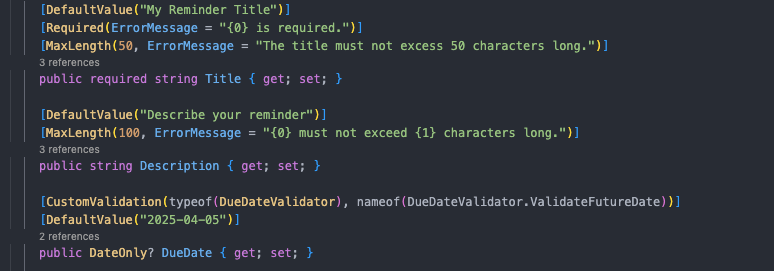 [DefaultValue("My Reminder Title")]
[Required(ErrorMessage = "{0} is required.")]
[MaxLength(50, ErrorMessage = "The title must not excess 50 characters long.")]
3 references
public required string Title { get; set; }
[DefaultValue("Describe your reminder")]
[MaxLength(100, ErrorMessage = "{0} must not exceed {1} characters long.")]
3 references
public string Description { get; set; }
[CustomValidation(typeof(DueDateValidator), nameof(DueDateValidator.ValidateFutureDate))]
[DefaultValue("2025-04-05")]
2 references
public DateOnly? DueDate { get; set; }